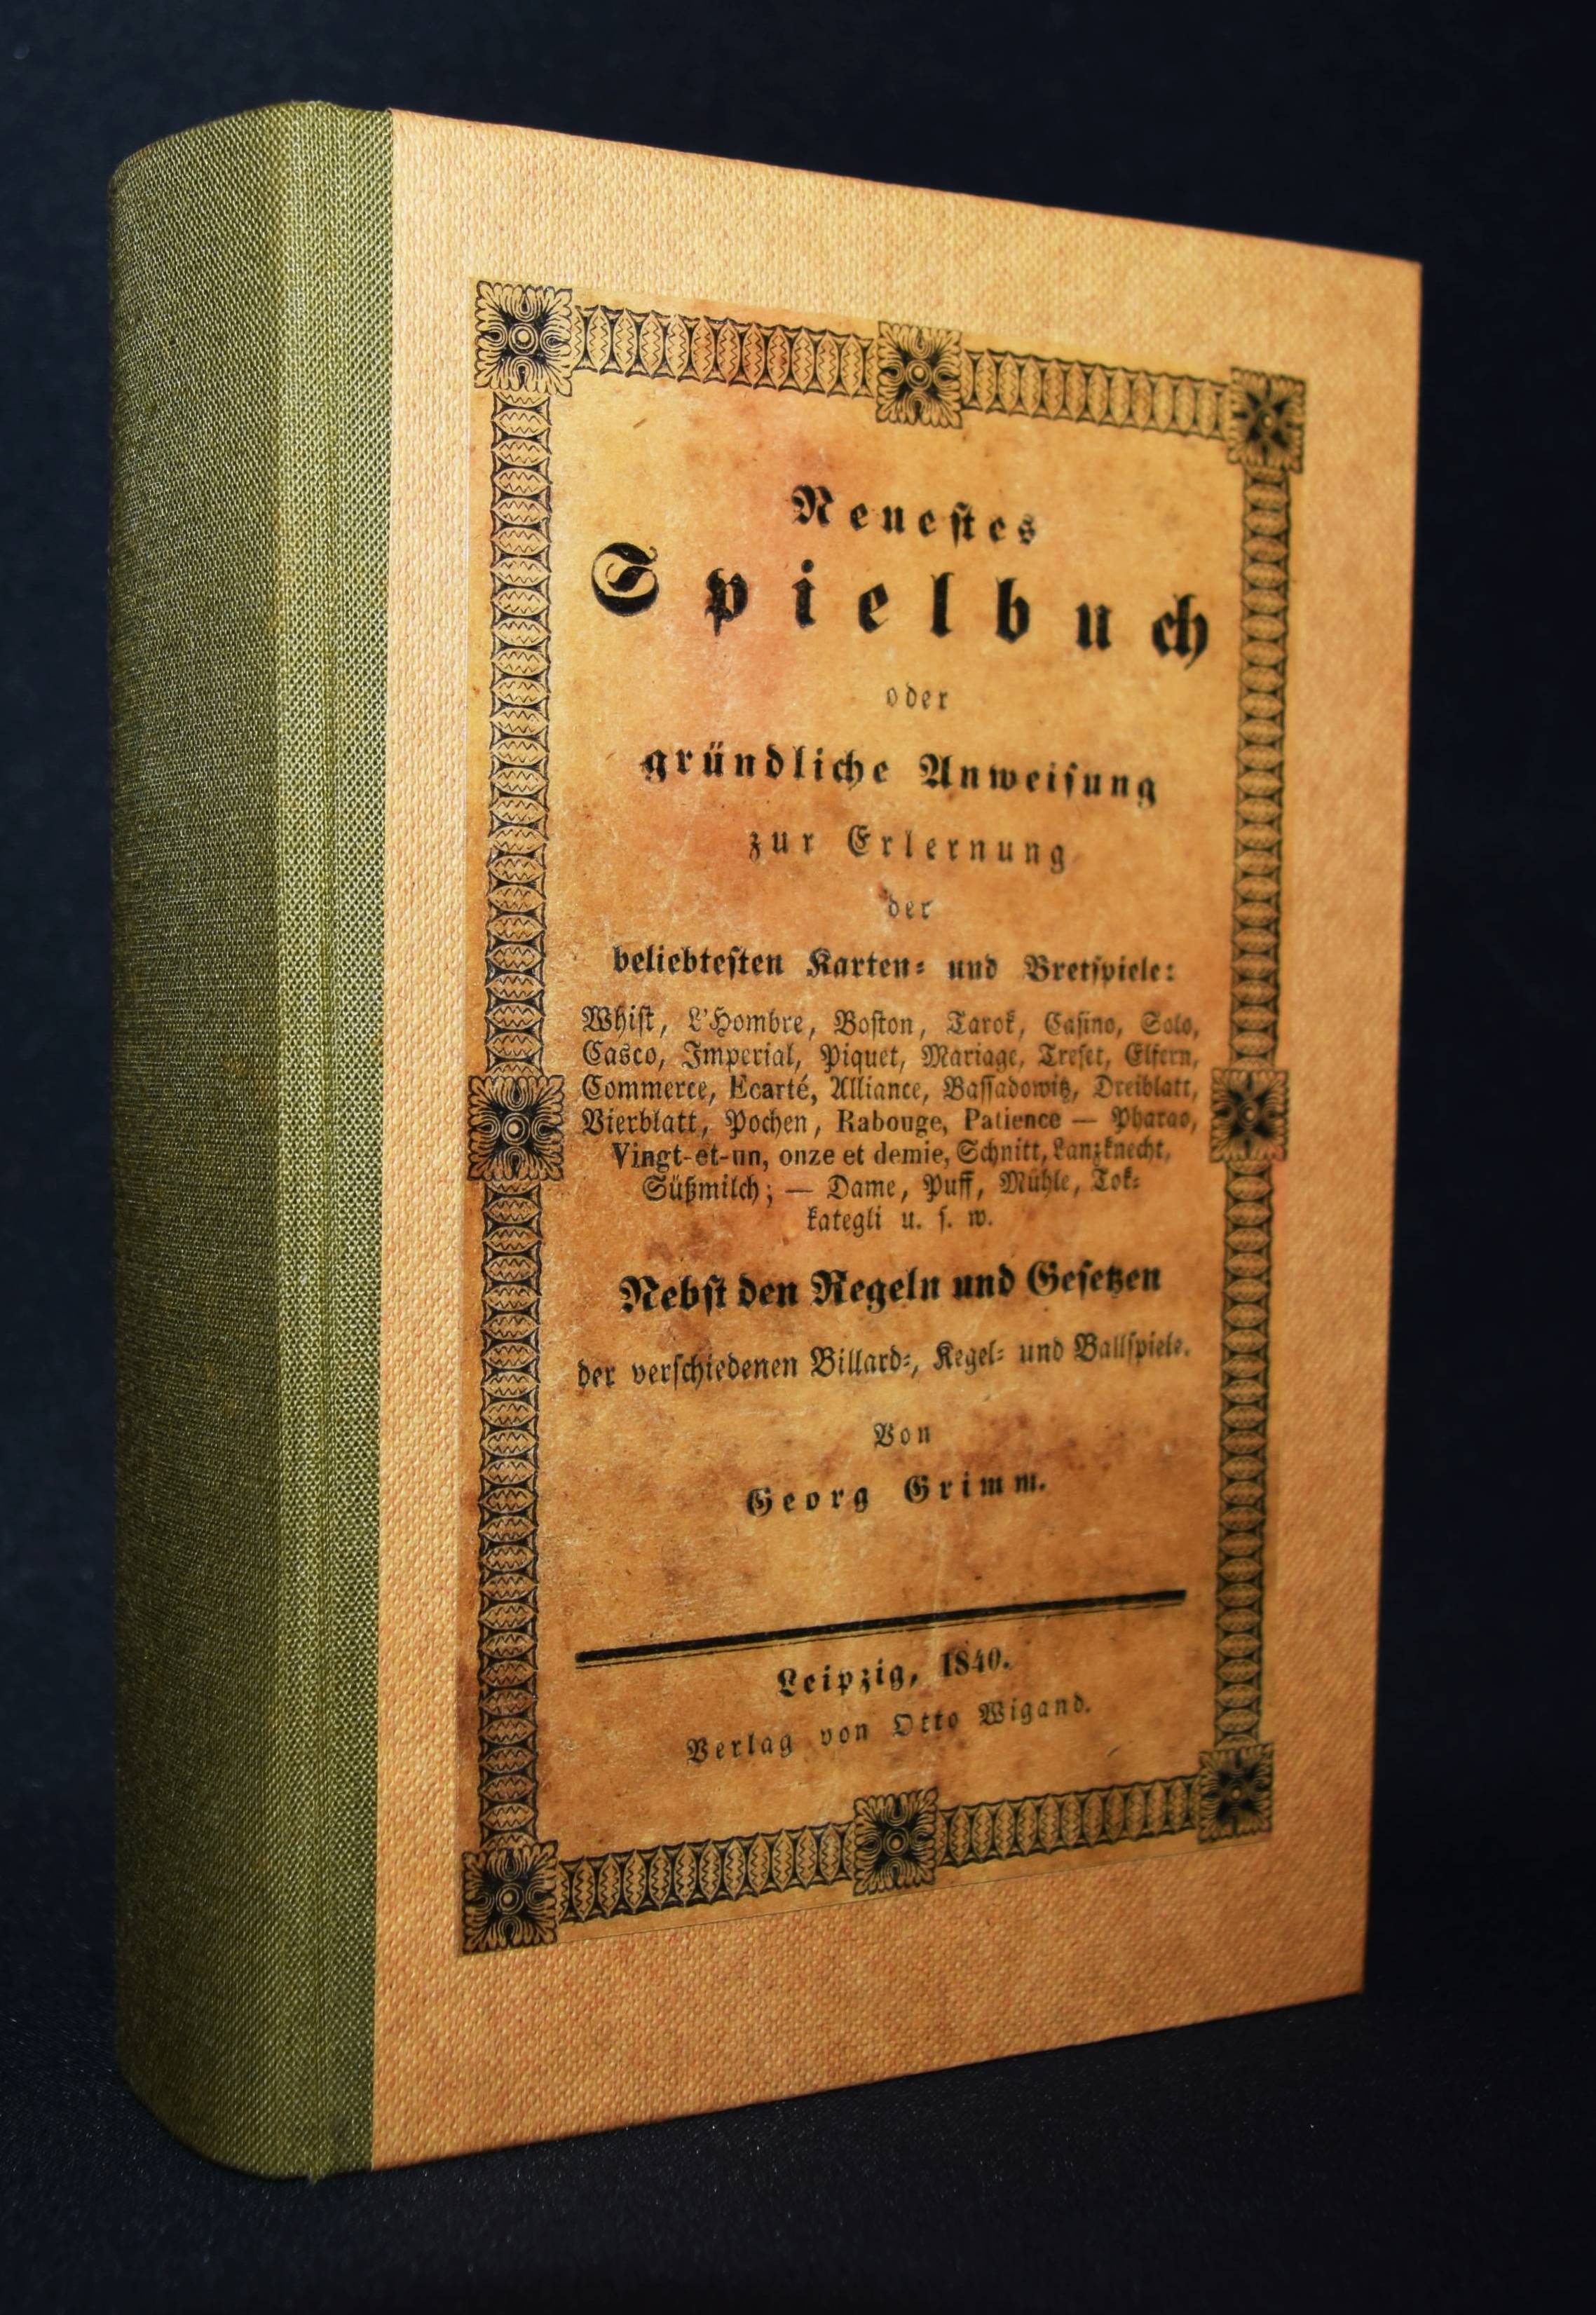 Neuestes
Spielbuch
oder
gründliche Anweisung
zur Erlernung
der
beliebtesten Karten- und Bretspiele:
Whist, L'Hombre, Boston, Tarok, Casino, Solo,
Casco, Imperial, Piquet, Mariage, Treset, Elfern,
Commerce, Ecarté, Alliance, Bassadowitz, Dreiblatt,
Vierblatt, Pochen, Rabouge, Patience — Pharao,
Vingt-et-un, onze et demie, Schnitt, Lanzknecht,
Süßmilch; — Dame, Puff, Mühle, Tok-
kategli u. s. w.
Nebst den Regeln und Gesetzen
der verschiedenen Billard-, Kegel- und Ballspiele.
Von
Georg Grimm.
Leipzig, 1840.
Verlag von Otto Wigand.